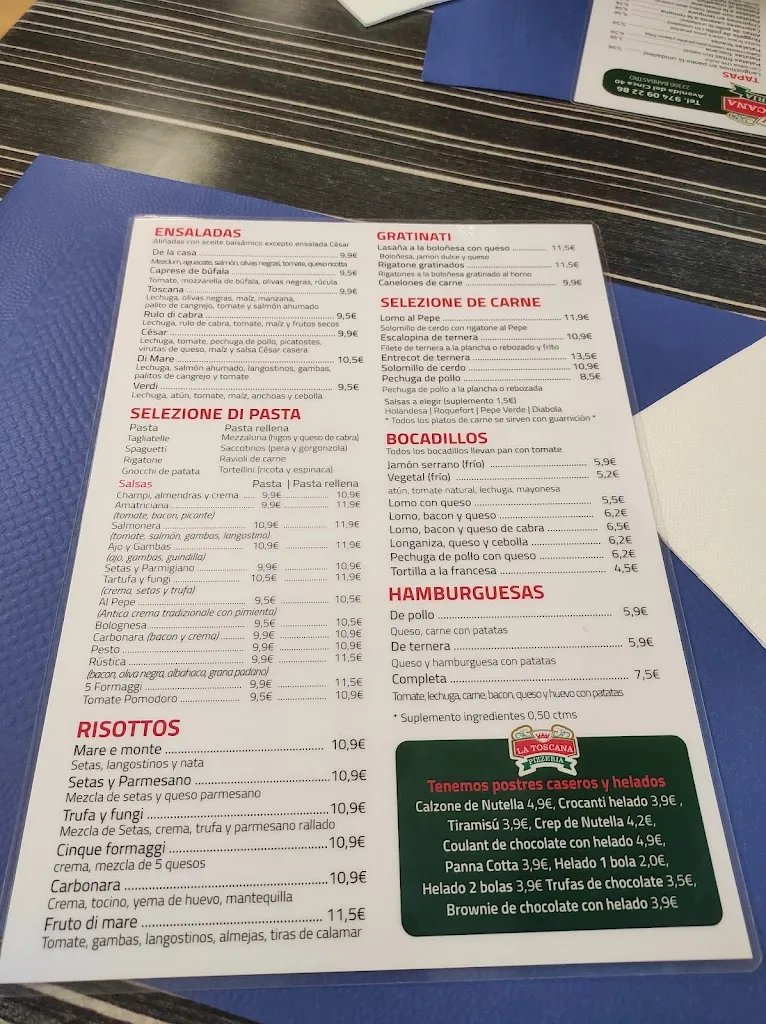 ENSALADAS
Aliñadas con aceite balsámico excepto ensalada César
De la casa 9,9€
Mezclum, aguacate, salmón, olivas negras, tomate, queso ricotta
Caprese de búfala 9,5€
Tomate, mozzarella de búfala, olivas negras, rúcula
Toscana 9,9€
Lechuga, olivas negras, maíz, manzana,
palito de cangrejo, tomate y salmón ahumado
Rulo di cabra 9,5€
Lechuga, rulo de cabra, tomate, maíz y frutos secos
César 9,9€
Lechuga, tomate, pechuga de pollo, picatostes,
virutas de queso, maíz y salsa César casera
Di Mare 10,5€
Lechuga, salmón ahumado, langostinos, gambas,
palitos de cangrejo y tomate
Verdi 9,5€
Lechuga, atún, tomate, maíz, anchoas y cebolla
SELEZIONE DI PASTA
Pasta Pasta rellena
Tagliatelle Mezzaluna (higos y queso de cabra)
Spaguetti Saccotinos (pera y gorgonzola)
Rigatone Ravioli de carne
Gnocchi de patata Tortellini (ricota y espinaca)
Salsas Pasta | Pasta rellena
Champi, almendras y crema 9,9€ 10,9€
Amatriciana 9,9€ 11,9€
(tomate, bacon, picante)
Salmonera 10,9€ 11,9€
(tomate, salmón, gambas, langostino)
Ajo y Gambas 10,9€ 11,9€
(ajo, gambas, guindilla)
Setas y Parmigiano 9,9€ 10,9€
Tartufa y fungi 10,5€ 11,9€
(crema, setas y trufa)
Al Pepe 9,5€ 10,5€
(Antica crema tradizionale con pimienta)
Bolognesa 9,5€ 10,5€
Carbonara (bacon y crema) 9,9€ 10,9€
Pesto 9,9€ 10,9€
Rústica 9,9€ 11,5€
(bacon, oliva negra, albahaca, grana padano)
5 Formaggi 9,9€ 11,5€
Tomate Pomodoro 9,5€ 10,9€
RISOTTOS
Mare e monte 10,9€
Setas, langostinos y nata
Setas y Parmesano 10,9€
Mezcla de setas y queso parmesano
Trufa y fungi 10,9€
Mezcla de Setas, crema, trufa y parmesano rallado
Cinque formaggi 10,9€
crema, mezcla de 5 quesos
Carbonara 10,9€
Crema, tocino, yema de huevo, mantequilla
Fruto di mare 11,5€
Tomate, gambas, langostinos, almejas, tiras de calamar
GRATINATI
Lasaña a la boloñesa con queso 11,5€
Boloñesa, jamon dulce y queso
Rigatone gratinados 11,5€
Rigatones a la boloñesa gratinado al horno
Canelones de carne 9,9€
SELEZIONE DE CARNE
Lomo al Pepe 11,9€
Solomillo de cerdo con rigatone al Pepe
Escalopina de ternera 10,9€
Filete de ternera a la plancha o rebozado y frito
Entrecot de ternera 13,5€
Solomillo de cerdo 10,9€
Pechuga de pollo 8,5€
Pechuga de pollo a la plancha o rebozada
Salsas a elegir (suplemento 1,5€)
Holandesa | Roquefort | Pepe Verde | Diabola
* Todos los platos de carne se sirven con guarnición *
BOCADILLOS
Todos los bocadillos llevan pan con tomate
Jamón serrano (frío) 5,9€
Vegetal (frío) 5,2€
atún, tomate natural, lechuga, mayonesa
Lomo con queso 5,5€
Lomo, bacon y queso 6,2€
Lomo, bacon y queso de cabra 6,5€
Longaniza, queso y cebolla 6,2€
Pechuga de pollo con queso 6,2€
Tortilla a la francesa 4,5€
HAMBURGUESAS
De pollo 5,9€
Queso, carne con patatas
De ternera 5,9€
Queso y hamburguesa con patatas
Completa 7,5€
Tomate, lechuga, carne, bacon, queso y huevo con patatas
* Suplemento ingredientes 0,50 ctms
LA TOSCANA
PIZZERIA
Tenemos postres caseros y helados
Calzone de Nutella 4,9€, Crocanti helado 3,9€ ,
Tiramisú 3,9€, Crep de Nutella 4,2€,
Coulant de chocolate con helado 4,9€,
Panna Cotta 3,9€, Helado 1 bola 2,0€,
Helado 2 bolas 3,9€ Trufas de chocolate 3,5€,
Brownie de chocolate con helado 3,9€
Tel. 974 09 22 86
Avenida del Cinca 40
22300 BARBASTRO
TAPAS